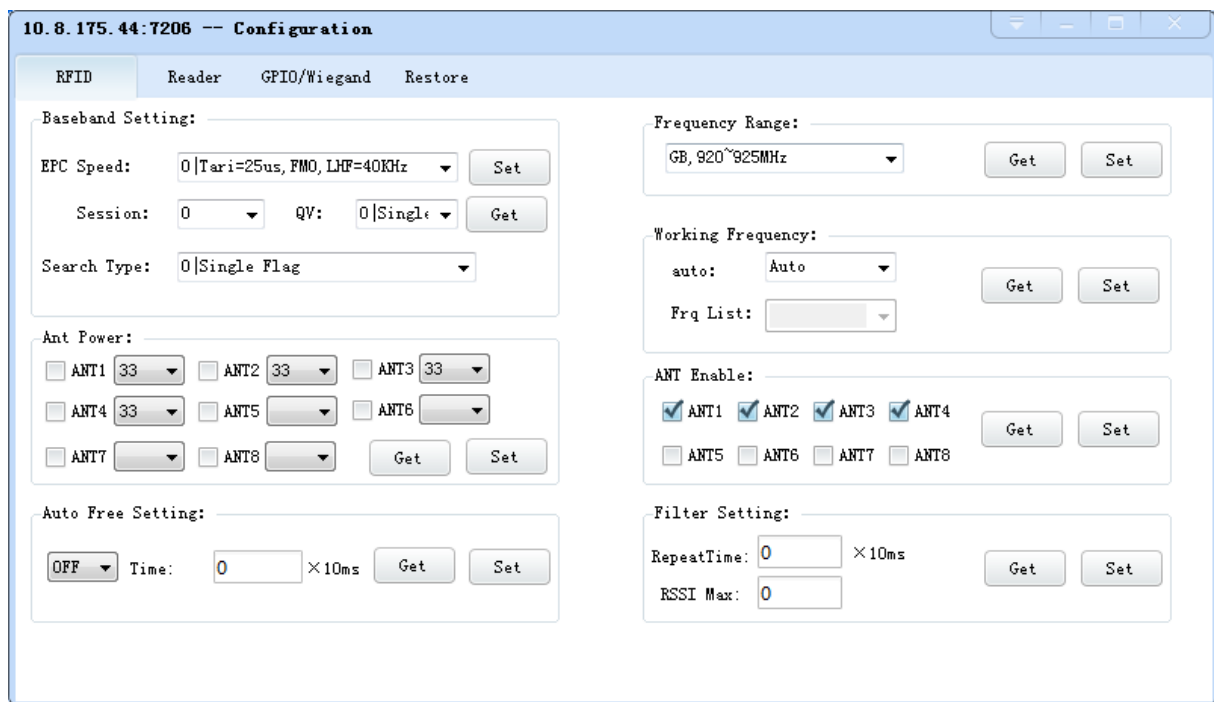 10.8.175.44:7206 -- Configuration
RFID Reader GPIO/Wiegand Restore
Baseband Setting:
EPC Speed: 0|Tari=25us, FM0, LHF=40KHz Set
Session: 0 QV: 0|Single Get
Search Type: 0|Single Flag
Ant Power:
ANT1 33 ANT2 33 ANT3 33
ANT4 33 ANT5 ANT6
ANT7 ANT8 Get Set
Auto Free Setting:
OFF Time: 0 ×10ms Get Set
Frequency Range:
GB, 920~925MHz Get Set
Working Frequency:
auto: Auto Get Set
Frq List:
ANT Enable:
ANT1 ANT2 ANT3 ANT4 Get Set
ANT5 ANT6 ANT7 ANT8
Filter Setting:
RepeatTime: 0 ×10ms Get Set
RSSI Max: 0